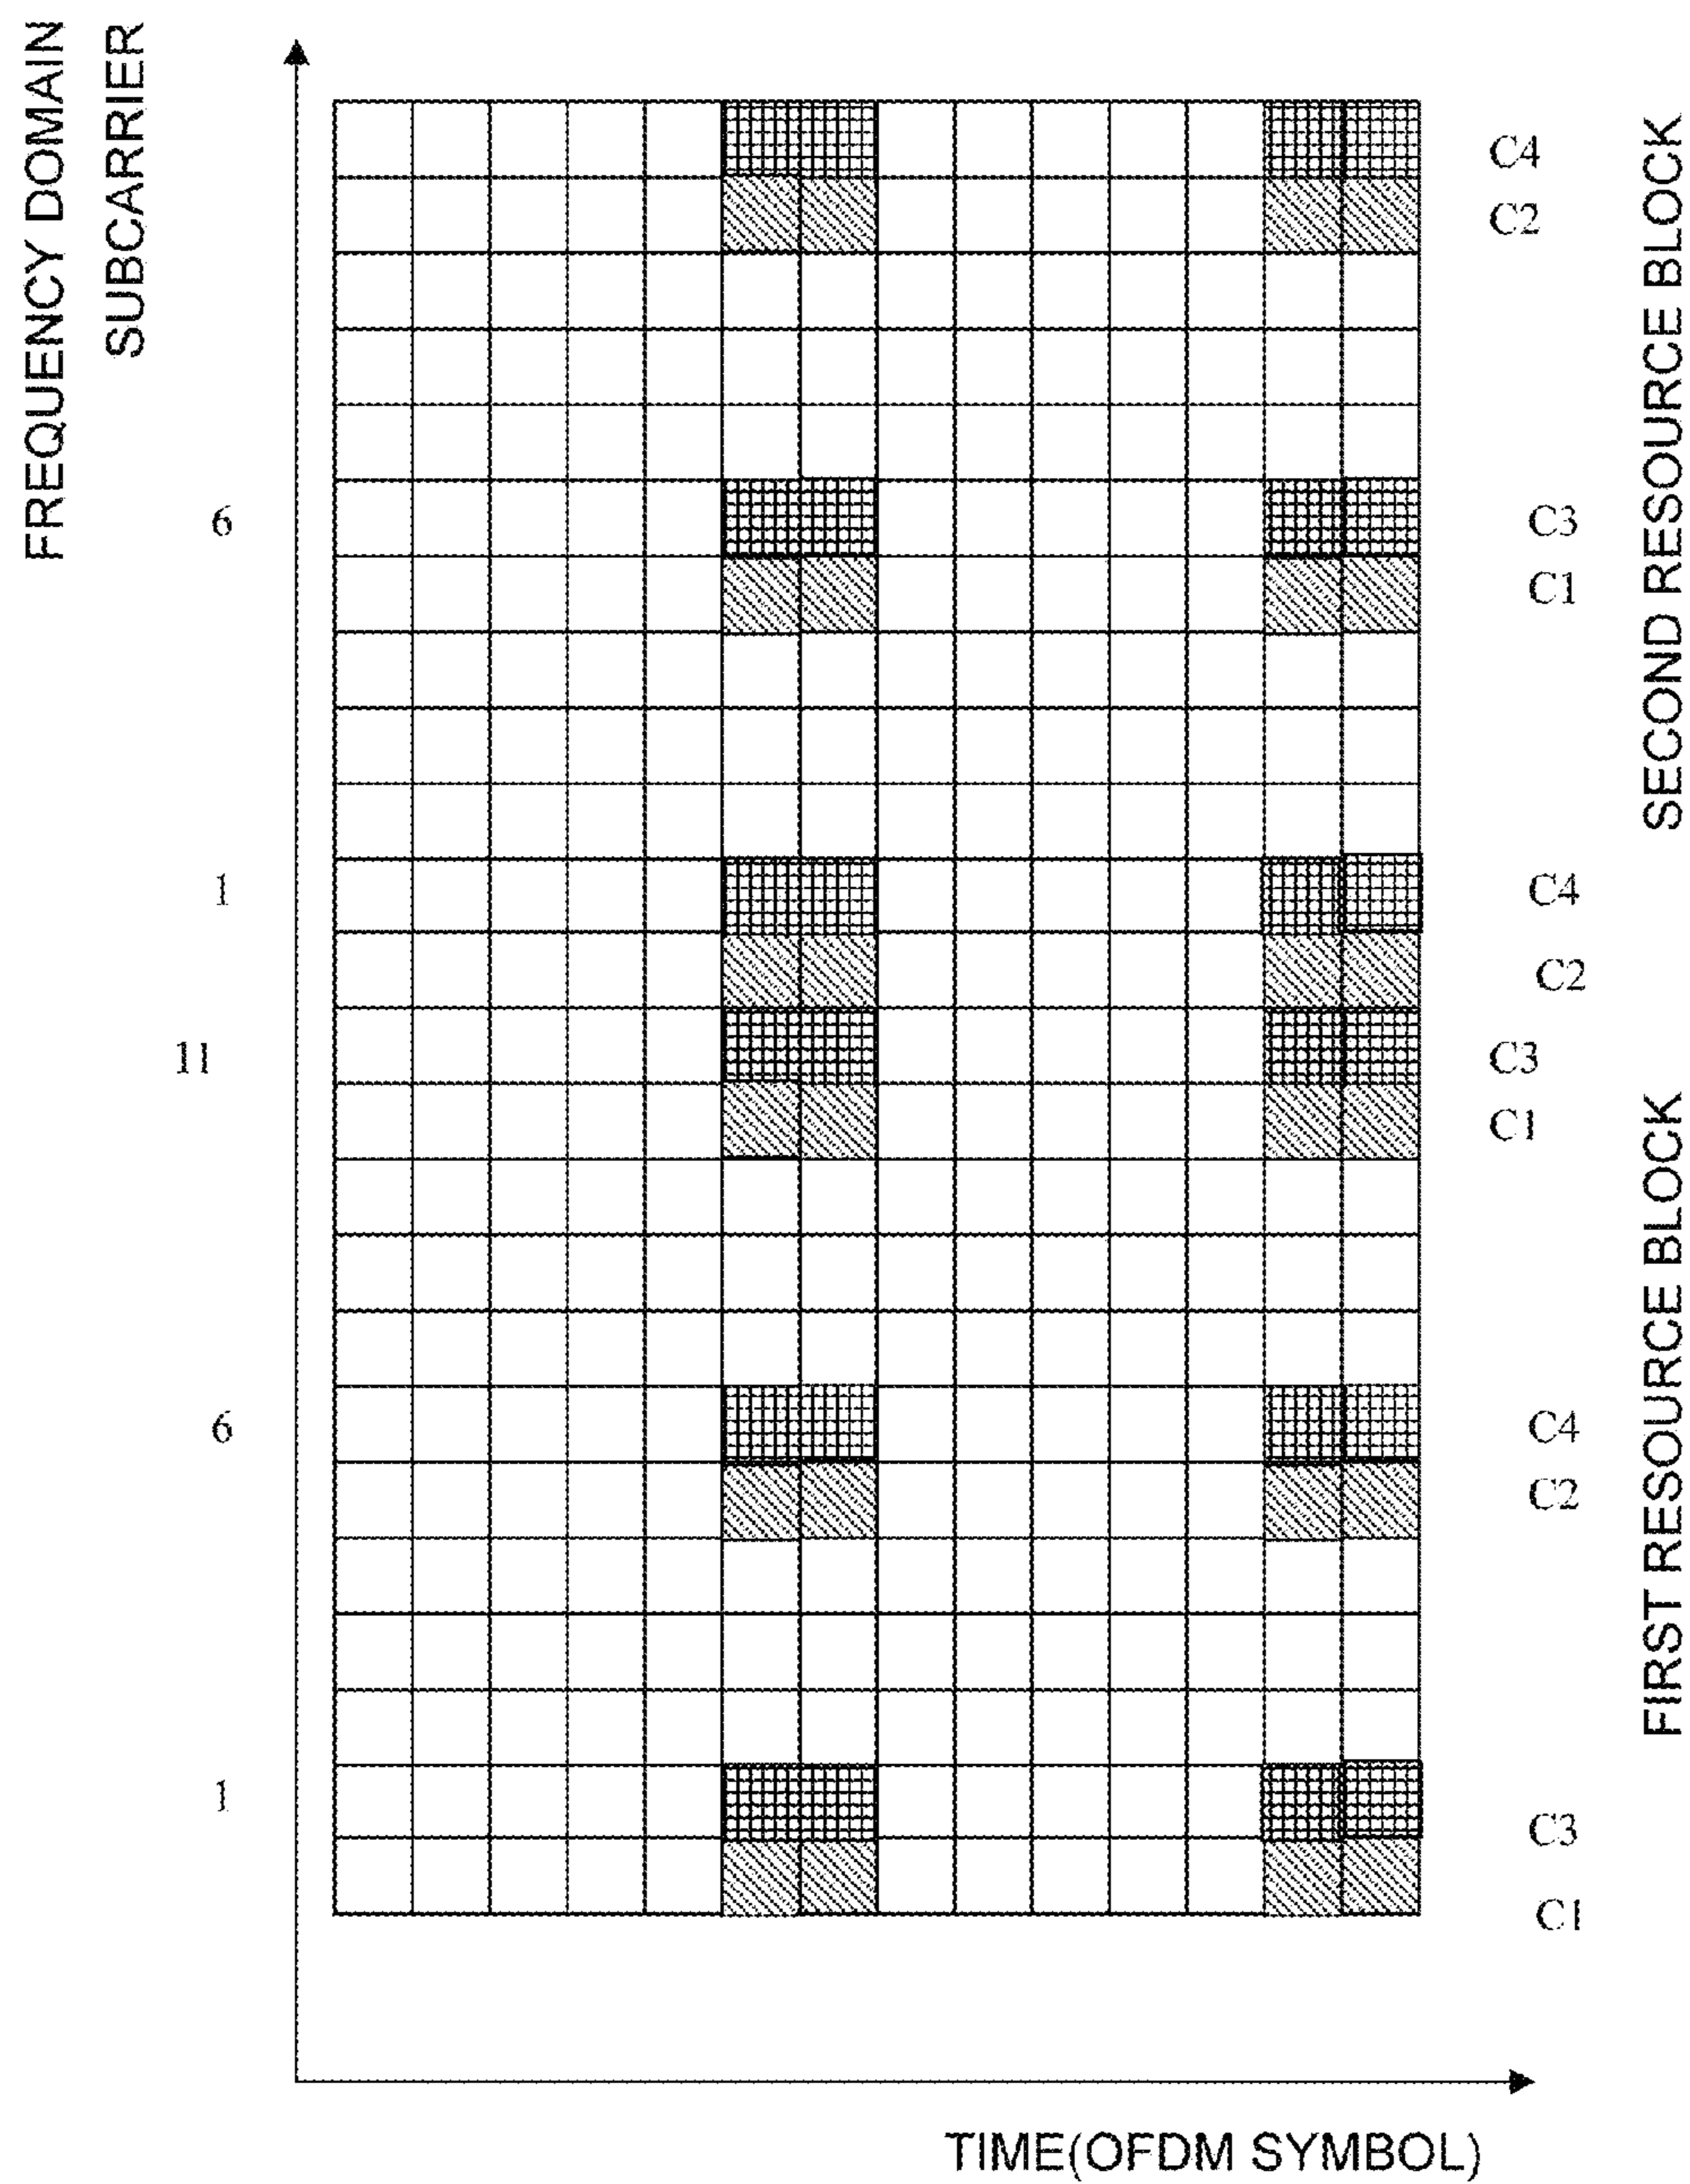 FREQUENCY DOMAIN
SUBCARRIER
C4
C2
6
C3
C1
1
C4
C2
11
C3
C1
6
C4
C2
1
C3
C1
SECOND RESOURCE BLOCK
FIRST RESOURCE BLOCK
TIME(OFDM SYMBOL)